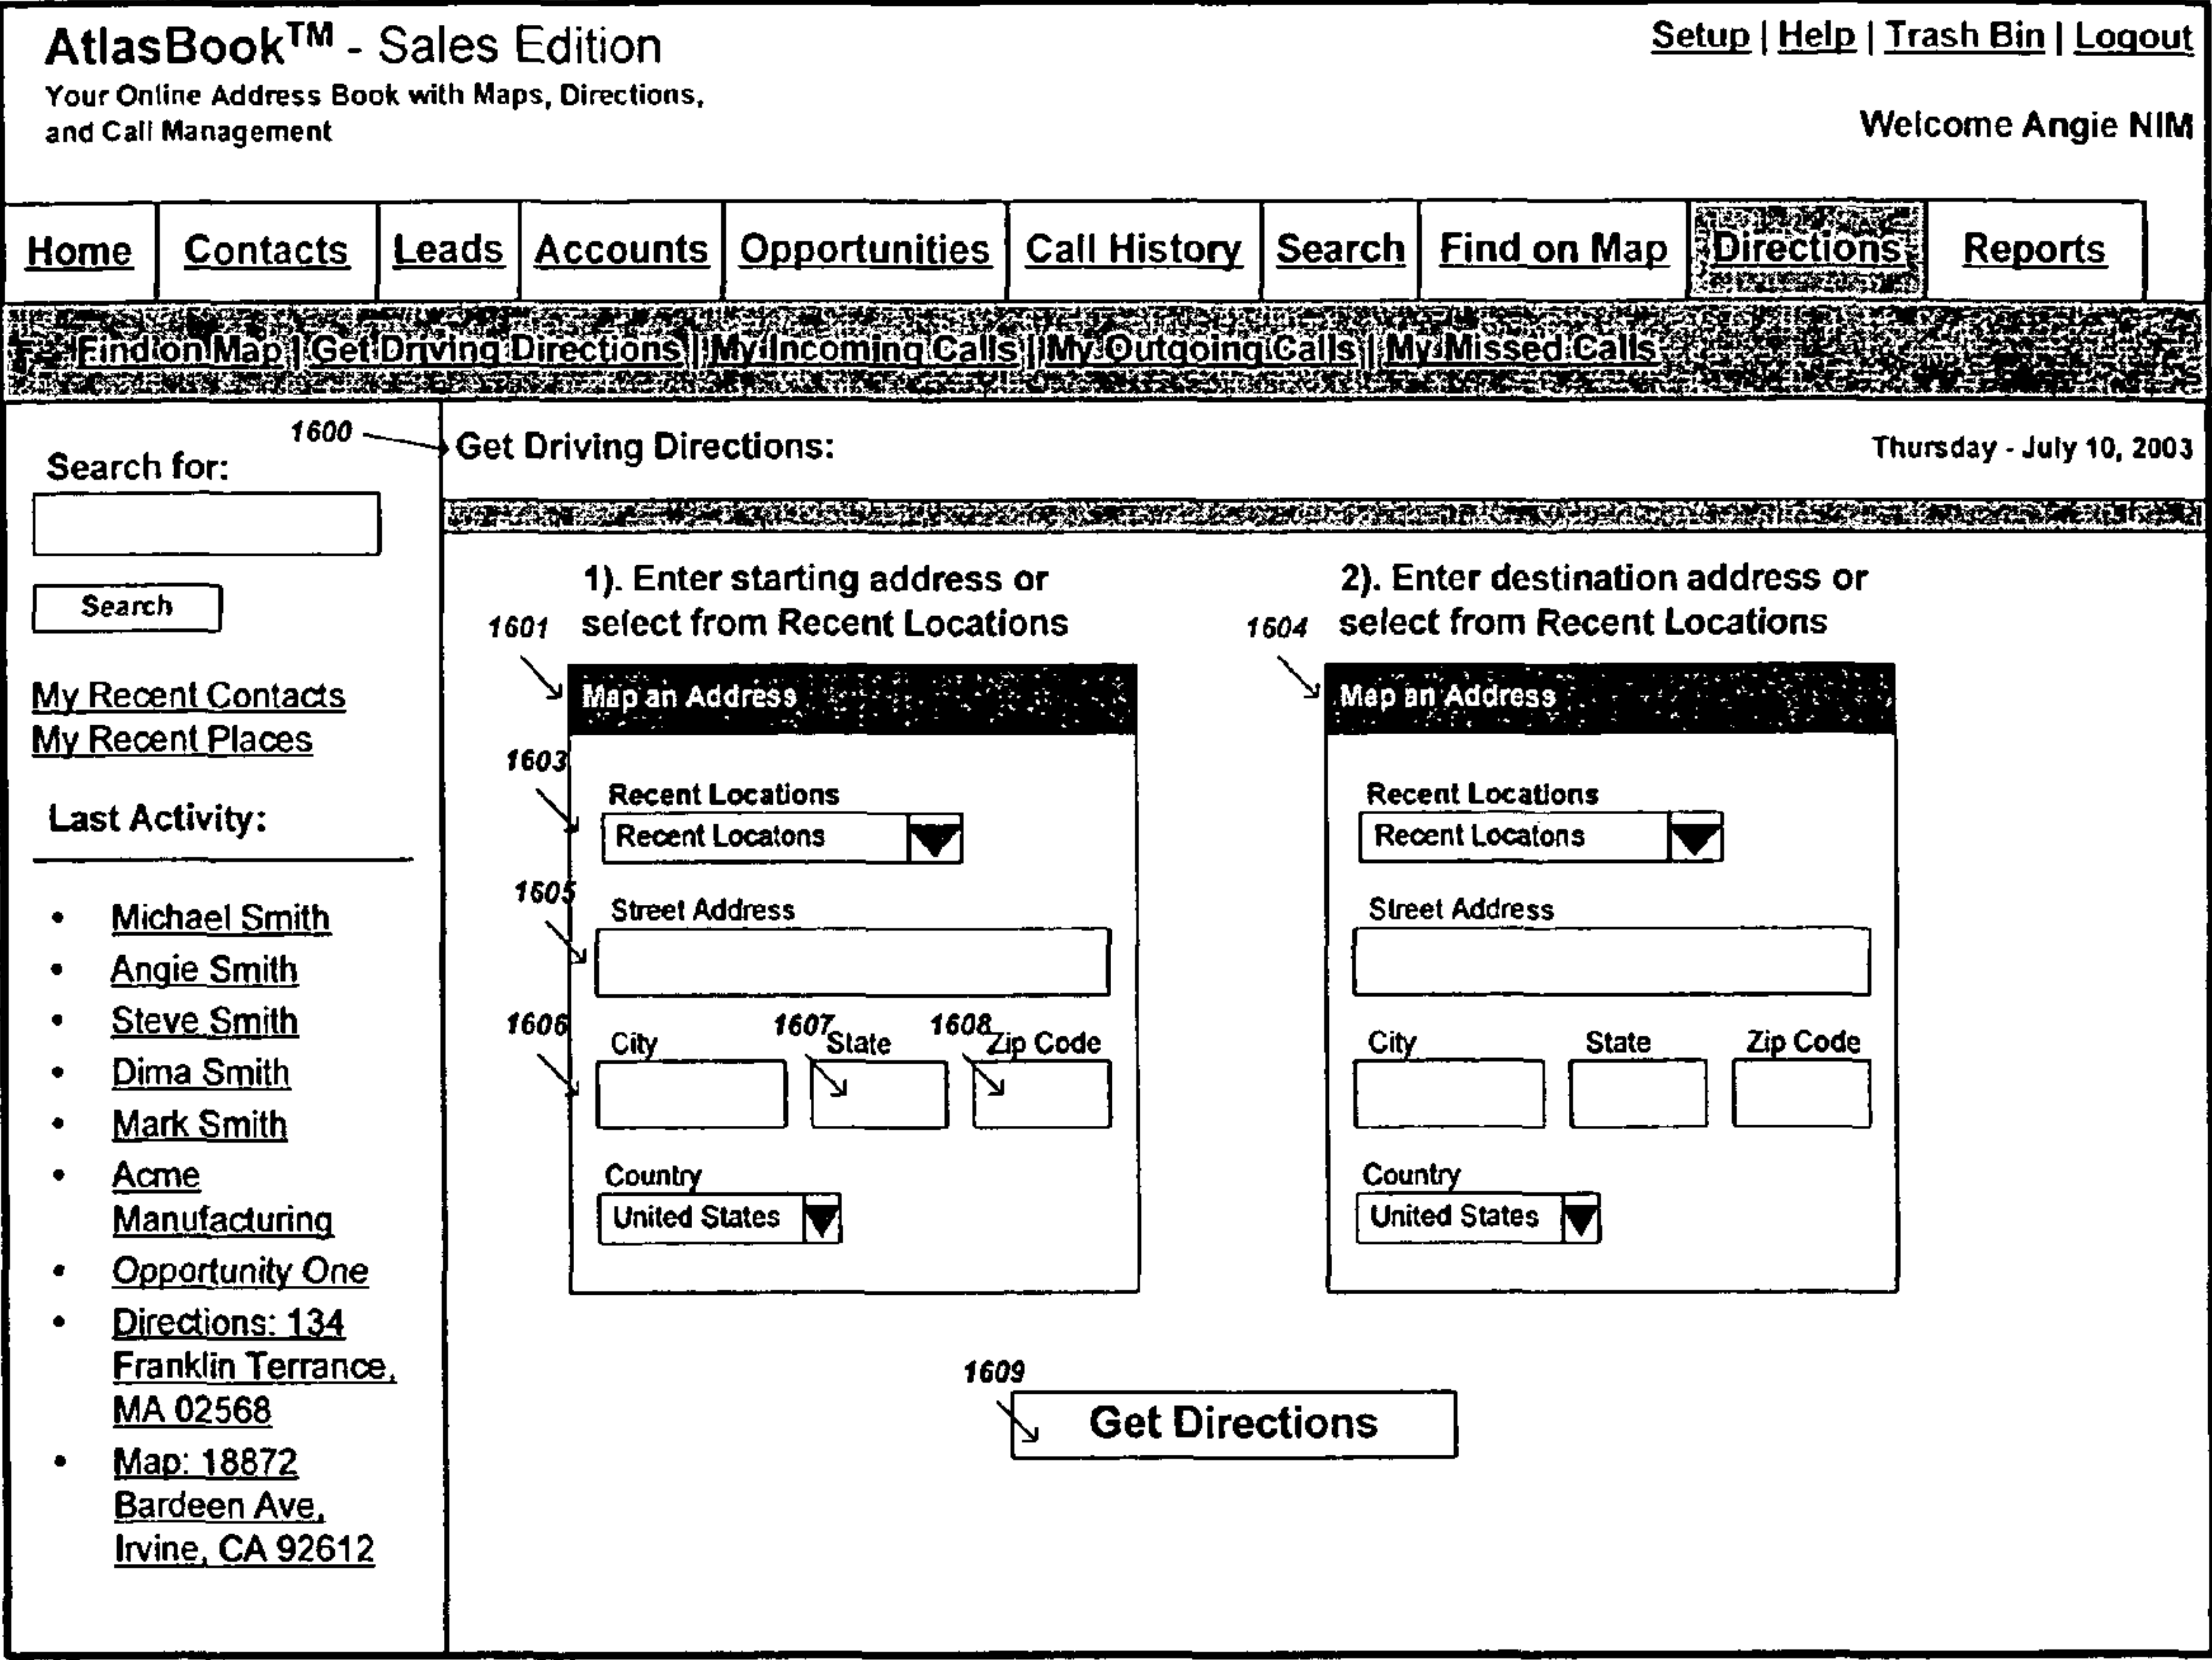 AtlasBook™ - Sales Edition
Your Online Address Book with Maps, Directions,
and Call Management
Setup | Help | Trash Bin | Logout
Welcome Angie NIM
Home Contacts Leads Accounts Opportunities Call History Search Find on Map Directions Reports
Find on Map | Get Driving Directions | My Incoming Calls | My Outgoing Calls | My Missed Calls
1600
Search for:
Search
My Recent Contacts
My Recent Places
Last Activity:
• Michael Smith
• Angie Smith
• Steve Smith
• Dima Smith
• Mark Smith
• Acme
Manufacturing
• Opportunity One
• Directions: 134
Franklin Terrance,
MA 02568
• Map: 18872
Bardeen Ave,
Irvine, CA 92612
Get Driving Directions:
Thursday - July 10, 2003
1). Enter starting address or
select from Recent Locations
1601
Map an Address
1603
Recent Locations
Recent Locatons
1605
Street Address
1606
City
1607
State
1608
Zip Code
Country
United States
2). Enter destination address or
select from Recent Locations
1604
Map an Address
Recent Locations
Recent Locatons
Street Address
City State Zip Code
Country
United States
1609
Get Directions